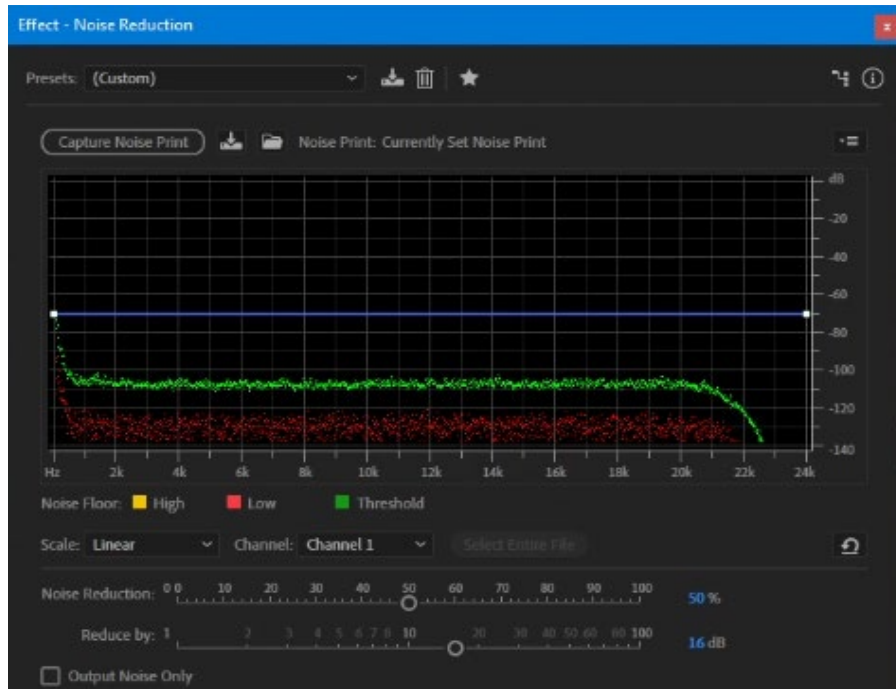 Effect - Noise Reduction
x
Presets: (Custom)
Capture Noise Print Noise Print: Currently Set Noise Print
dB
-20
-40
-60
-80
-100
-120
-140
Hz 2k 4k 6k 8k 10k 12k 14k 16k 18k 20k 22k 24k
Noise Floor: High Low Threshold
Scale: Linear Channel: Channel 1 Select Entire File
Noise Reduction: 0 0 10 20 30 40 50 60 70 80 90 100 50 %
Reduce by: 1 2 3 4 5 6 7 8 10 20 30 40 50 60 80 100 16 dB
Output Noise Only